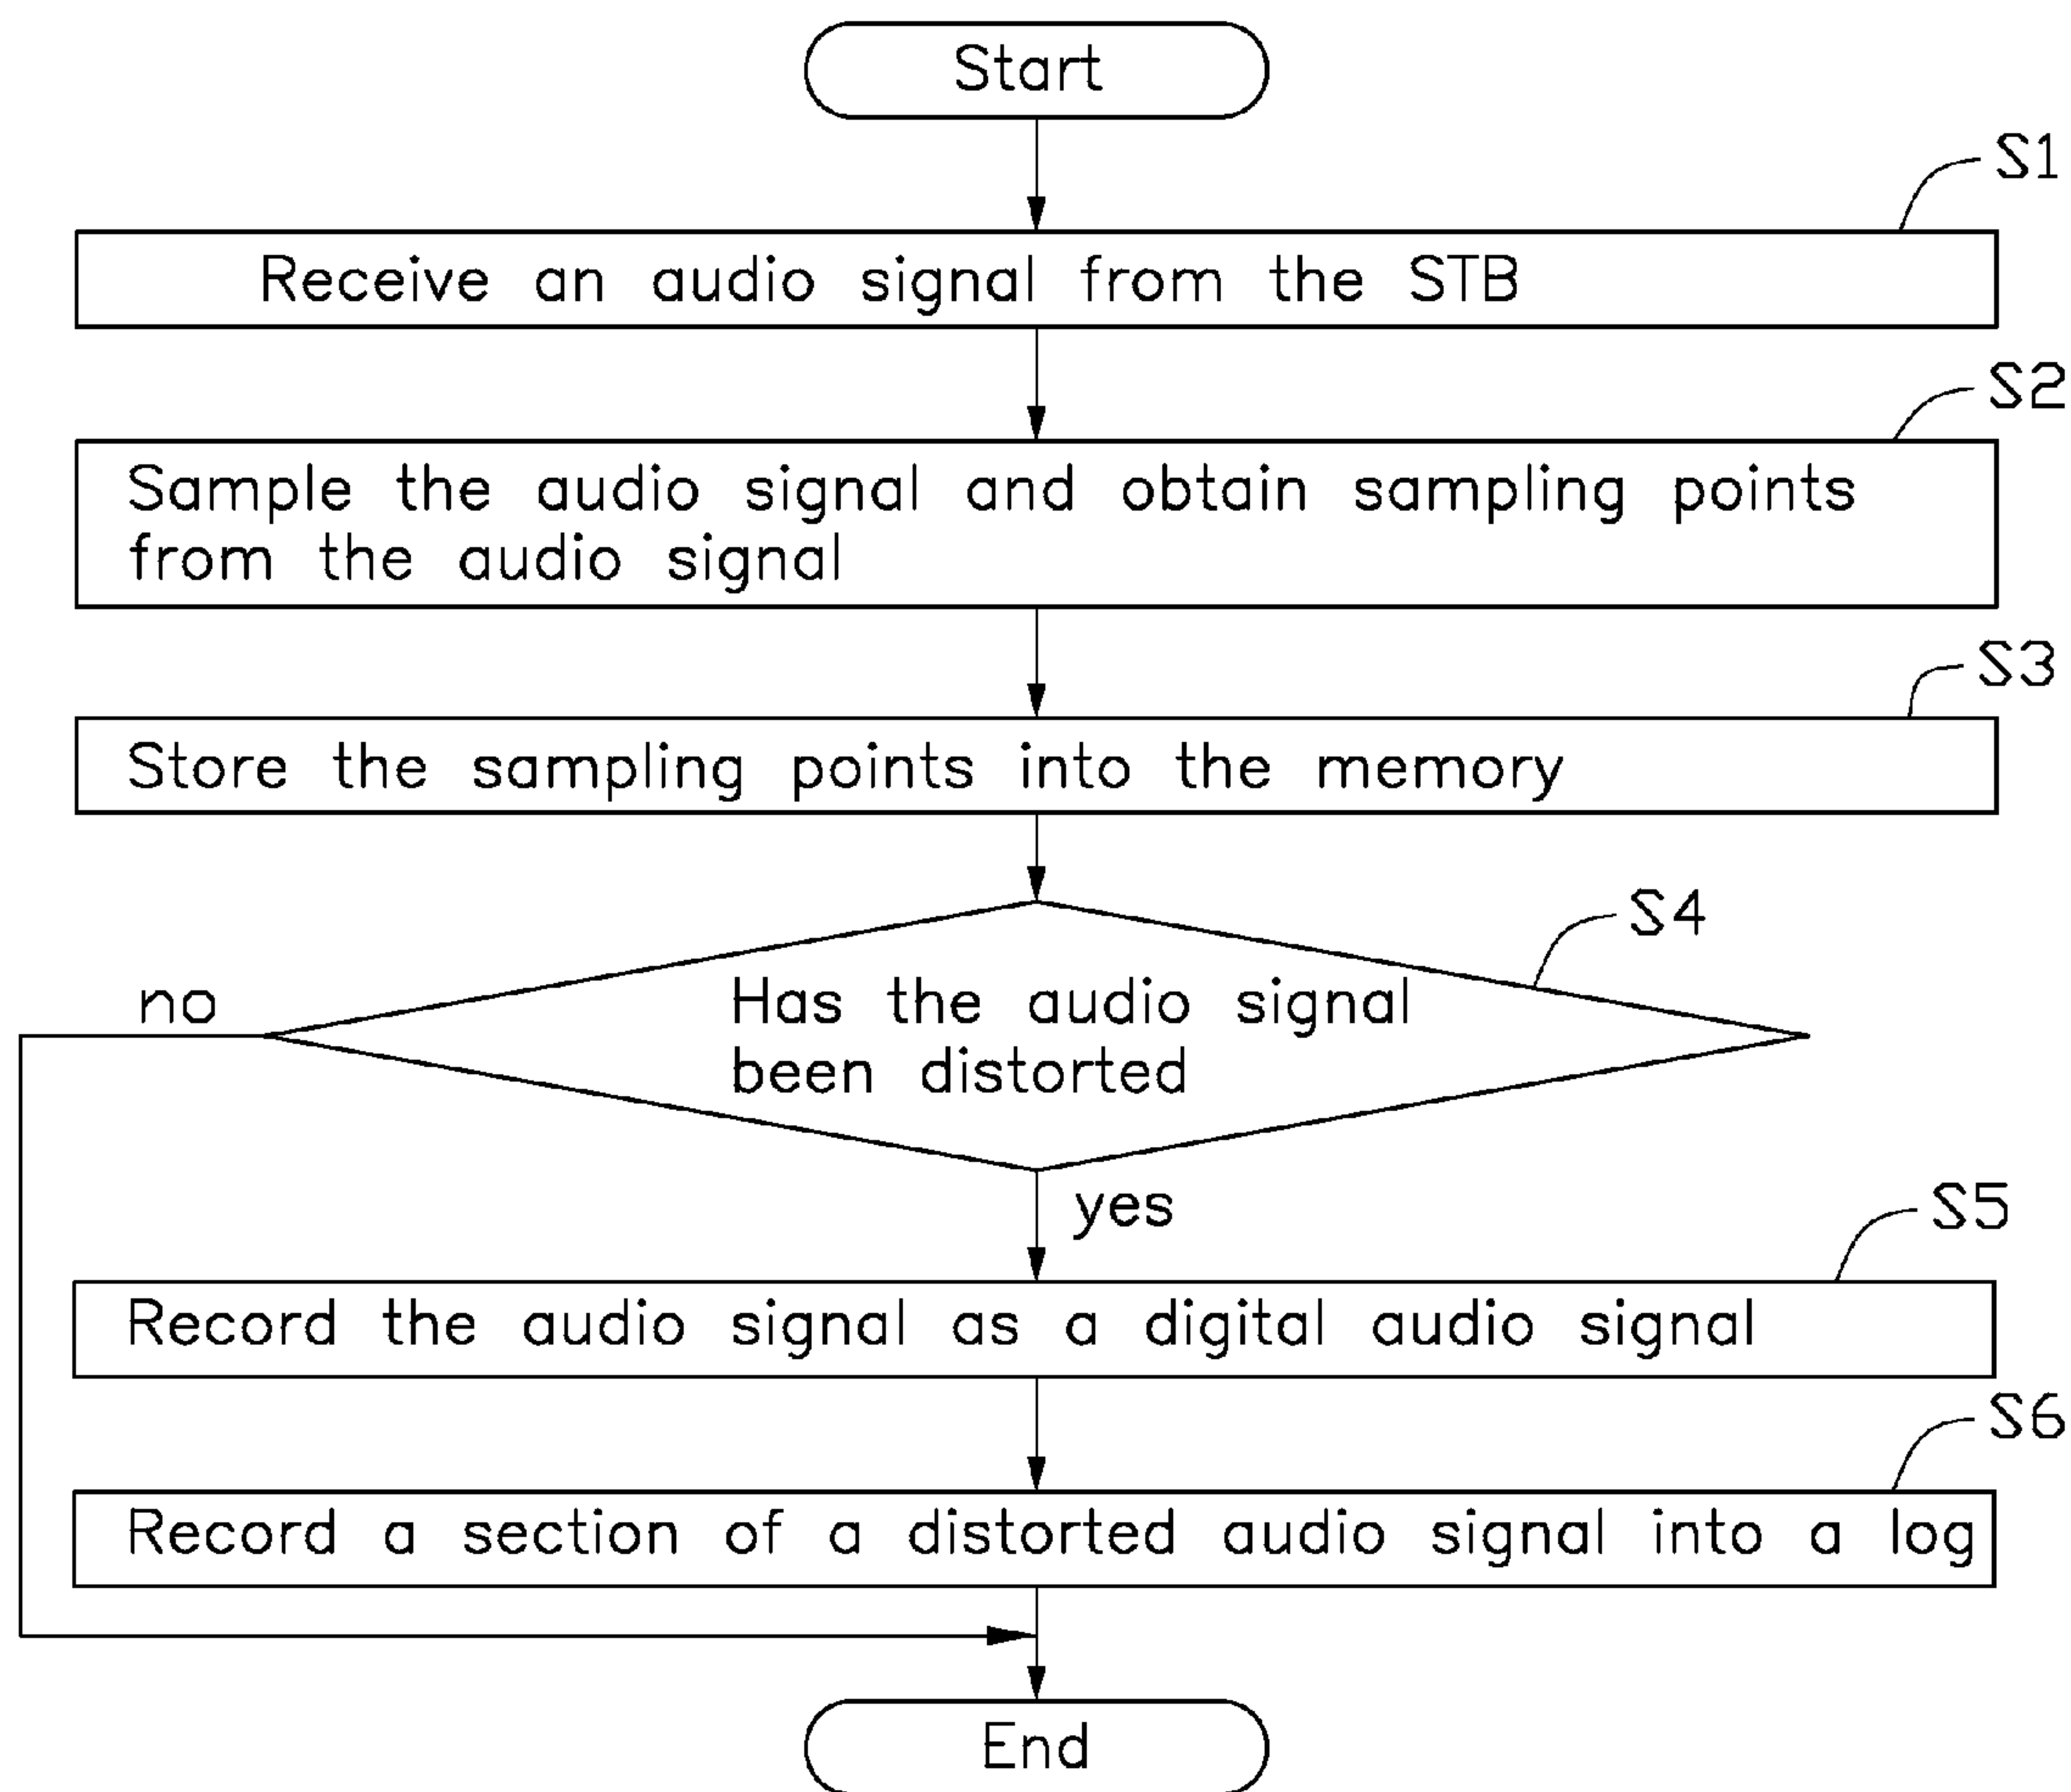 Start
S1
Receive an audio signal from the STB
S2
Sample the audio signal and obtain sampling points
from the audio signal
S3
Store the sampling points into the memory
S4
no
Has the audio signal
been distorted
yes
S5
Record the audio signal as a digital audio signal
S6
Record a section of a distorted audio signal into a log
End